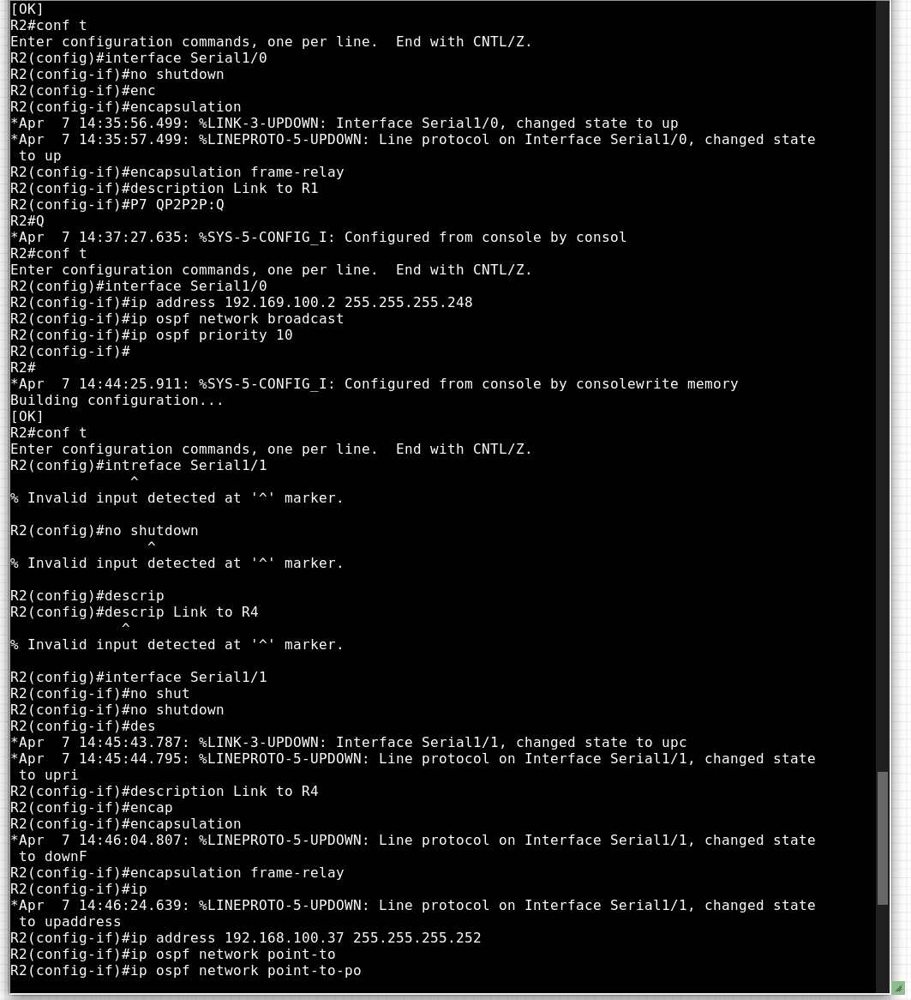 [OK]
R2#conf t
Enter configuration commands, one per line.  End with CNTL/Z.
R2(config)#interface Serial1/0
R2(config-if)#no shutdown
R2(config-if)#enc
R2(config-if)#encapsulation
*Apr  7 14:35:56.499: %LINK-3-UPDOWN: Interface Serial1/0, changed state to up
*Apr  7 14:35:57.499: %LINEPROTO-5-UPDOWN: Line protocol on Interface Serial1/0, changed state
 to up
R2(config-if)#encapsulation frame-relay
R2(config-if)#description Link to R1
R2(config-if)#P7 QP2P2P:Q
R2#Q
*Apr  7 14:37:27.635: %SYS-5-CONFIG_I: Configured from console by consol
R2#conf t
Enter configuration commands, one per line.  End with CNTL/Z.
R2(config)#interface Serial1/0
R2(config-if)#ip address 192.169.100.2 255.255.255.248
R2(config-if)#ip ospf network broadcast
R2(config-if)#ip ospf priority 10
R2(config-if)#
R2#
*Apr  7 14:44:25.911: %SYS-5-CONFIG_I: Configured from console by consolewrite memory
Building configuration...
[OK]
R2#conf t
Enter configuration commands, one per line.  End with CNTL/Z.
R2(config)#intreface Serial1/1
              ^
% Invalid input detected at '^' marker.

R2(config)#no shutdown
                ^
% Invalid input detected at '^' marker.

R2(config)#descrip
R2(config)#descrip Link to R4
             ^
% Invalid input detected at '^' marker.

R2(config)#interface Serial1/1
R2(config-if)#no shut
R2(config-if)#no shutdown
R2(config-if)#des
*Apr  7 14:45:43.787: %LINK-3-UPDOWN: Interface Serial1/1, changed state to upc
*Apr  7 14:45:44.795: %LINEPROTO-5-UPDOWN: Line protocol on Interface Serial1/1, changed state
 to upri
R2(config-if)#description Link to R4
R2(config-if)#encap
R2(config-if)#encapsulation
*Apr  7 14:46:04.807: %LINEPROTO-5-UPDOWN: Line protocol on Interface Serial1/1, changed state
 to downF
R2(config-if)#encapsulation frame-relay
R2(config-if)#ip
*Apr  7 14:46:24.639: %LINEPROTO-5-UPDOWN: Line protocol on Interface Serial1/1, changed state
 to upaddress
R2(config-if)#ip address 192.168.100.37 255.255.255.252
R2(config-if)#ip ospf network point-to
R2(config-if)#ip ospf network point-to-po